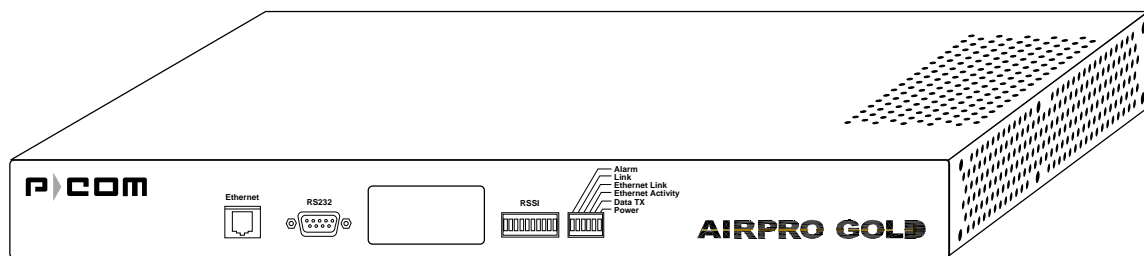 P COM
Ethernet
RS232
RSSI
Alarm
Link
Ethernet Link
Ethernet Activity
Data TX
Power
AIRPRO GOLD